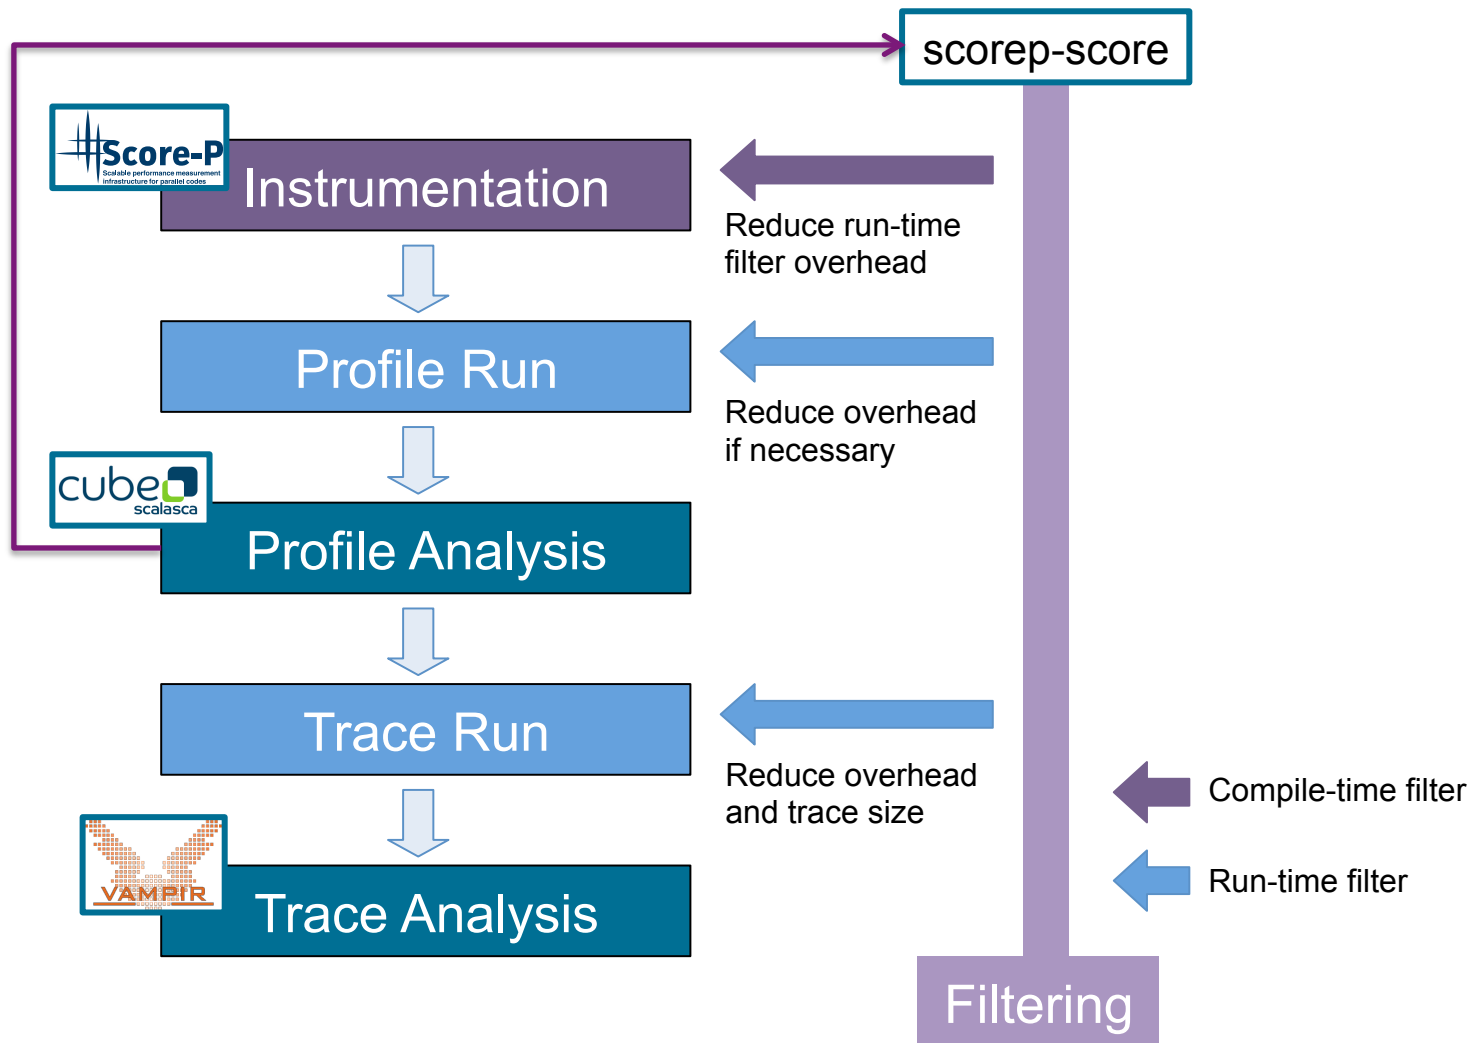 scorep-score
Score-P
Scalable performance measurement
infrastructure for parallel codes
Instrumentation
Reduce run-time
filter overhead
Profile Run
Reduce overhead
if necessary
cube
scalasca
Profile Analysis
Trace Run
Reduce overhead
and trace size
Compile-time filter
Run-time filter
VAMPIR
Trace Analysis
Filtering